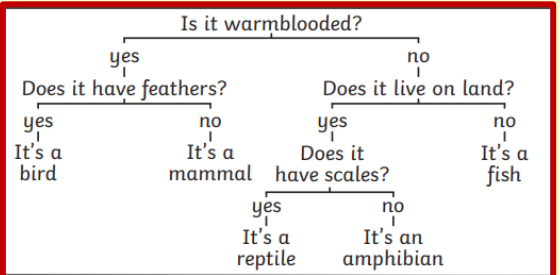 Is it warmblooded?
yes no
Does it have feathers? Does it live on land?
yes no yes no
It's a It's a Does it It's a
bird mammal have scales? fish
yes no
It's a It's an
reptile amphibian